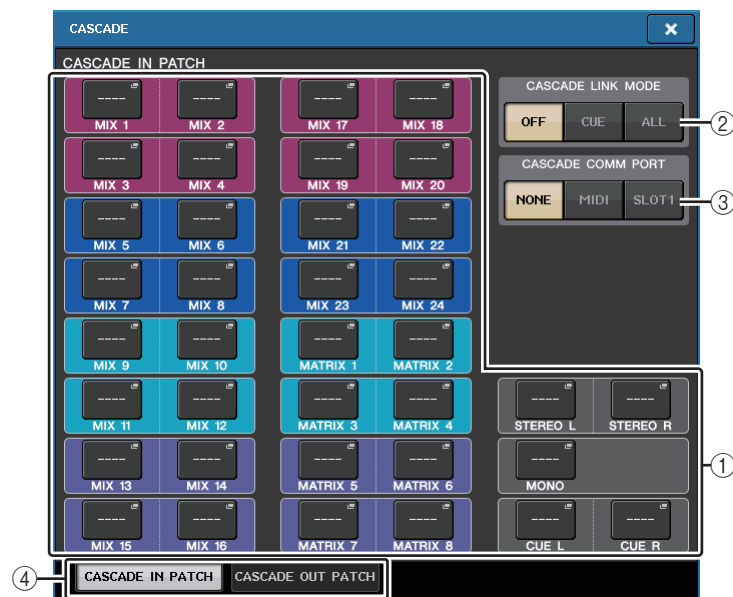 CASCADE
CASCADE IN PATCH
CASCADE LINK MODE
OFF CUE ALL
②
CASCADE COMM PORT
NONE MIDI SLOT1
③
---- ---- ---- ----
MIX 1 MIX 2 MIX 17 MIX 18
---- ---- ---- ----
MIX 3 MIX 4 MIX 19 MIX 20
---- ---- ---- ----
MIX 5 MIX 6 MIX 21 MIX 22
---- ---- ---- ----
MIX 7 MIX 8 MIX 23 MIX 24
---- ---- ---- ----
MIX 9 MIX 10 MATRIX 1 MATRIX 2
---- ---- ---- ---- ---- ----
MIX 11 MIX 12 MATRIX 3 MATRIX 4 STEREO L STEREO R
---- ---- ---- ---- ----
MIX 13 MIX 14 MATRIX 5 MATRIX 6 MONO
①
---- ---- ---- ---- ---- ----
MIX 15 MIX 16 MATRIX 7 MATRIX 8 CUE L CUE R
④
CASCADE IN PATCH CASCADE OUT PATCH